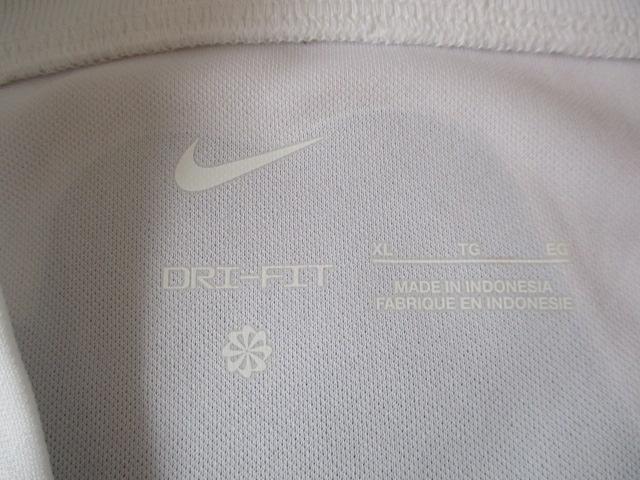 DRI-FIT
XL TG EG
MADE IN INDONESIA
FABRIQUE EN INDONESIE